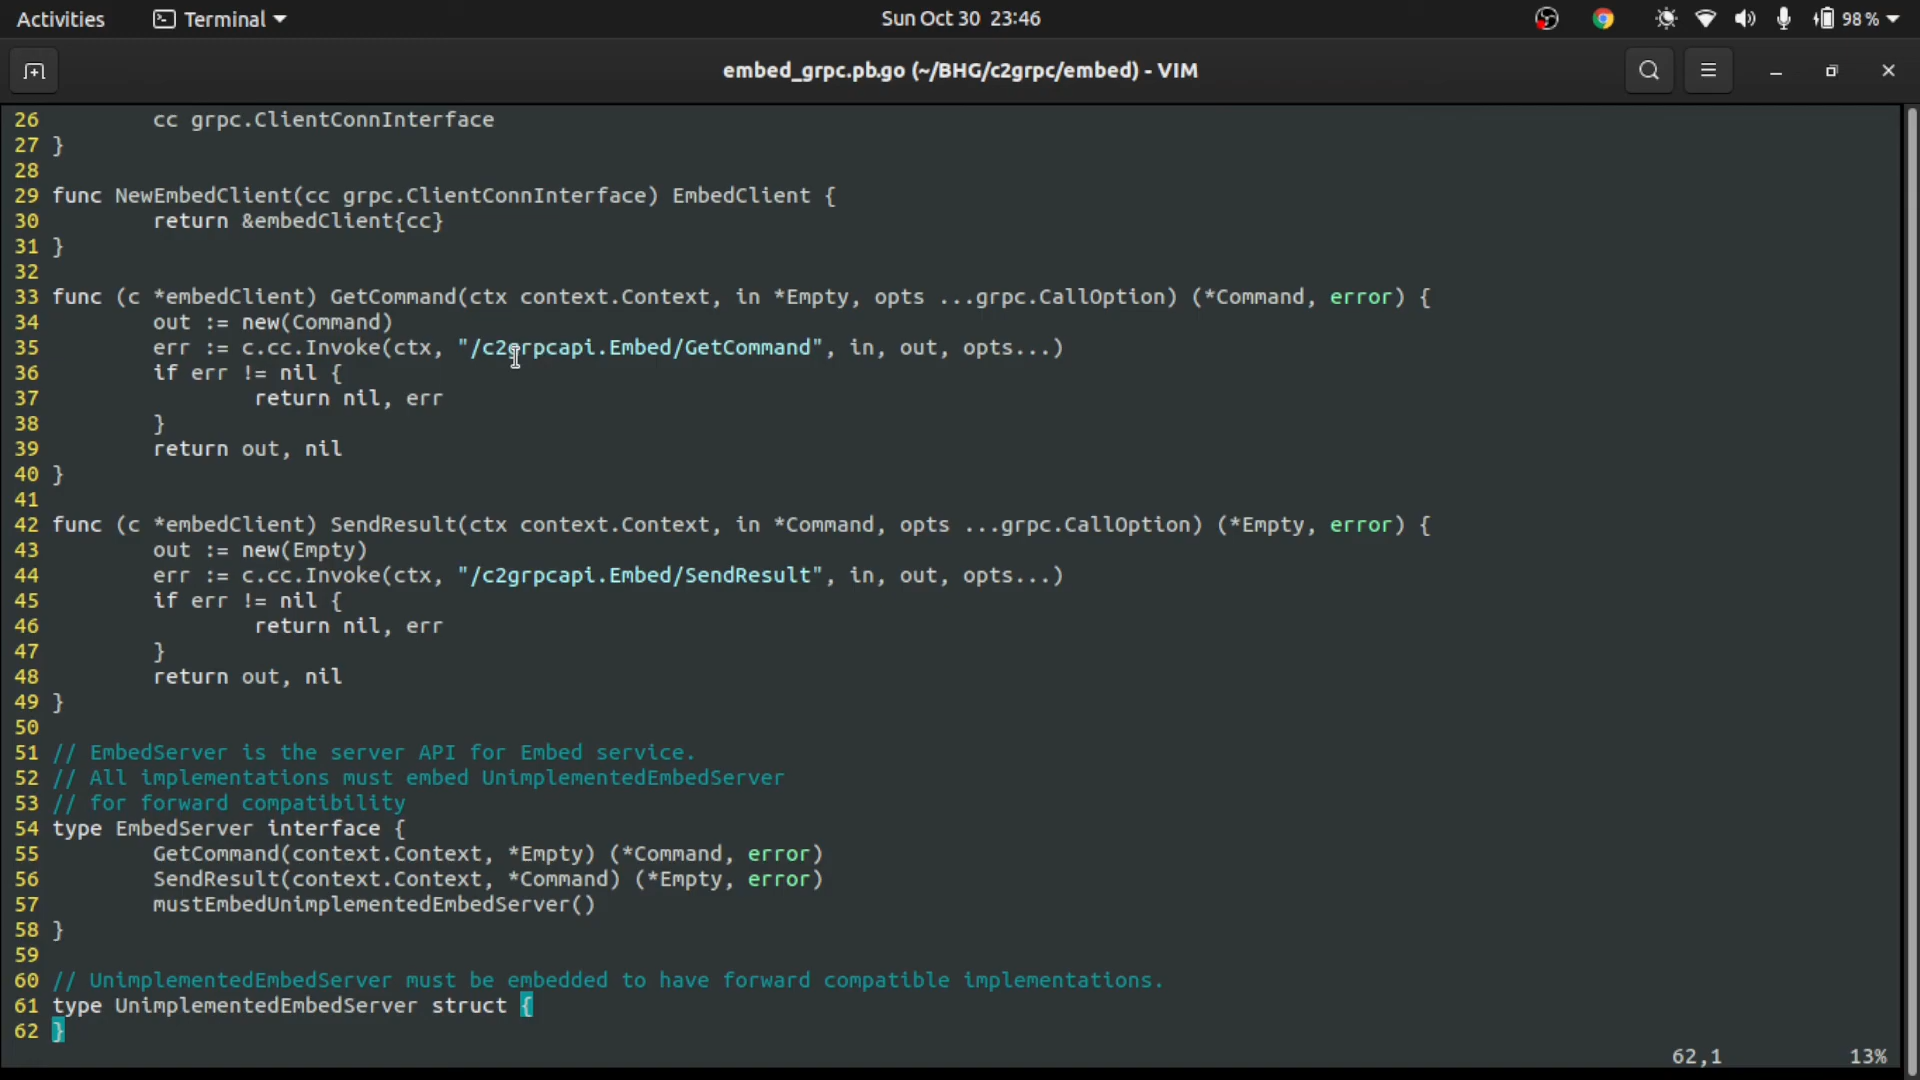 Activities Terminal Sun Oct 30 23:46 98 %
embed_grpc.pb.go (~/BHG/c2grpc/embed) - VIM
26         cc grpc.ClientConnInterface
27 }
28
29 func NewEmbedClient(cc grpc.ClientConnInterface) EmbedClient {
30         return &embedClient{cc}
31 }
32
33 func (c *embedClient) GetCommand(ctx context.Context, in *Empty, opts ...grpc.CallOption) (*Command, error) {
34         out := new(Command)
35         err := c.cc.Invoke(ctx, "/c2grpcapi.Embed/GetCommand", in, out, opts...)
36         if err != nil {
37                 return nil, err
38         }
39         return out, nil
40 }
41
42 func (c *embedClient) SendResult(ctx context.Context, in *Command, opts ...grpc.CallOption) (*Empty, error) {
43         out := new(Empty)
44         err := c.cc.Invoke(ctx, "/c2grpcapi.Embed/SendResult", in, out, opts...)
45         if err != nil {
46                 return nil, err
47         }
48         return out, nil
49 }
50
51 // EmbedServer is the server API for Embed service.
52 // All implementations must embed UnimplementedEmbedServer
53 // for forward compatibility
54 type EmbedServer interface {
55         GetCommand(context.Context, *Empty) (*Command, error)
56         SendResult(context.Context, *Command) (*Empty, error)
57         mustEmbedUnimplementedEmbedServer()
58 }
59
60 // UnimplementedEmbedServer must be embedded to have forward compatible implementations.
61 type UnimplementedEmbedServer struct {
62 }
62,1 13%